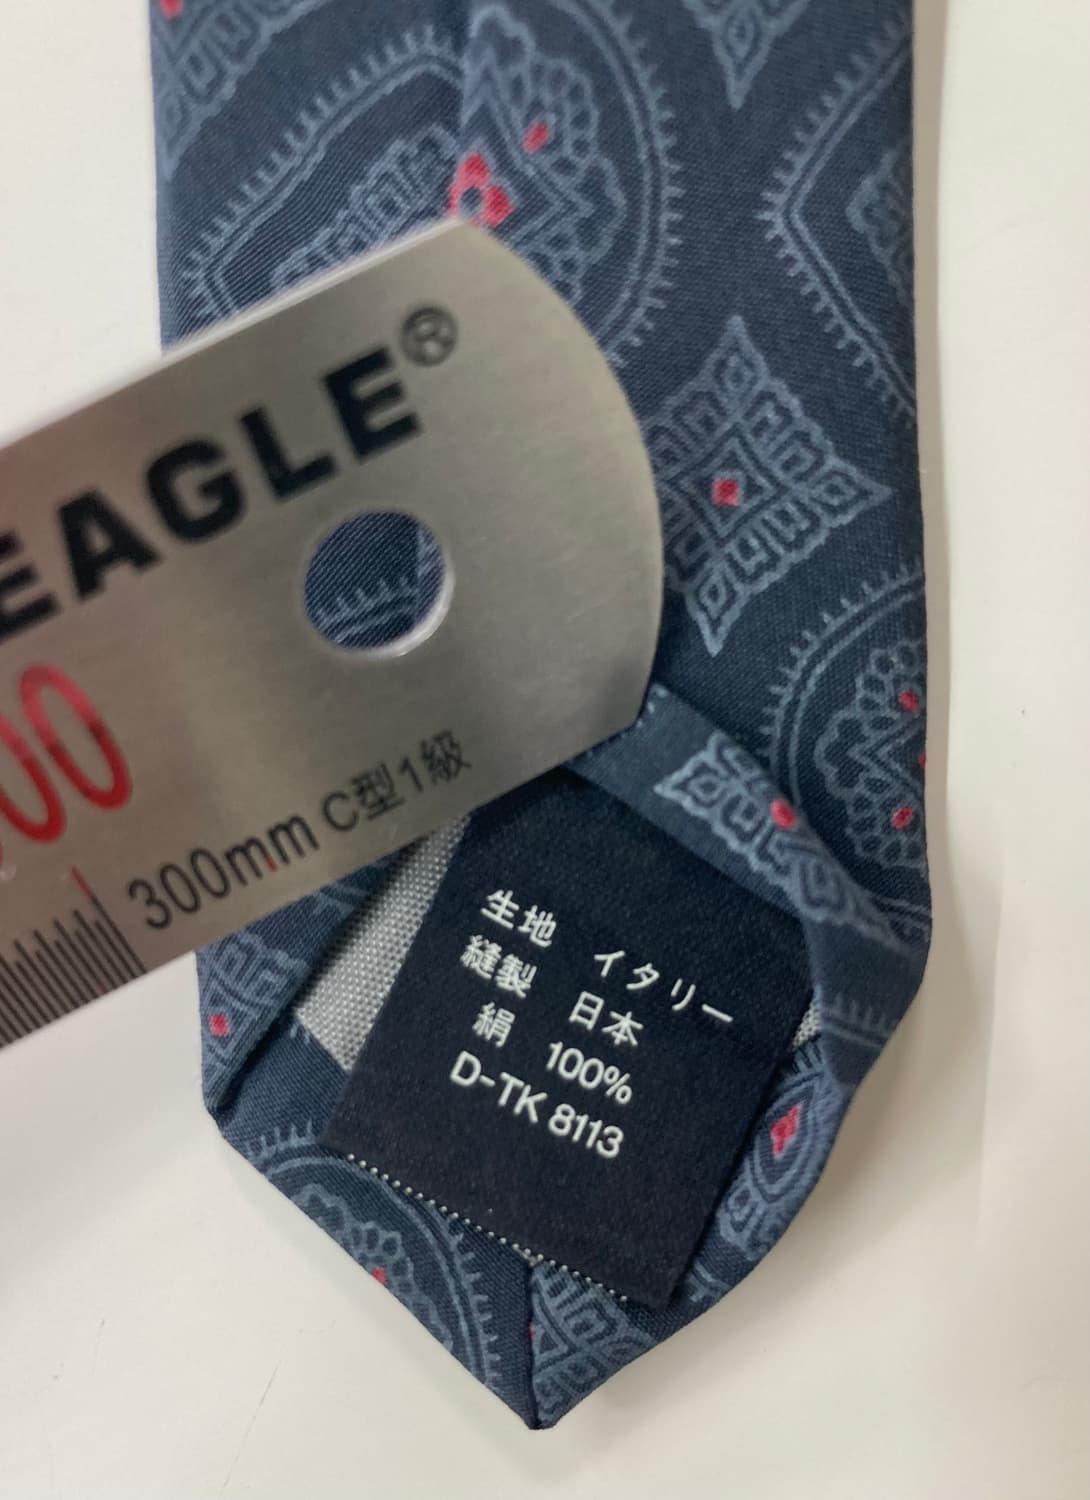 EAGLE®
00
300mm C型1級
生地 イタリー
縫製 日本
絹 100%
D-TK 8113